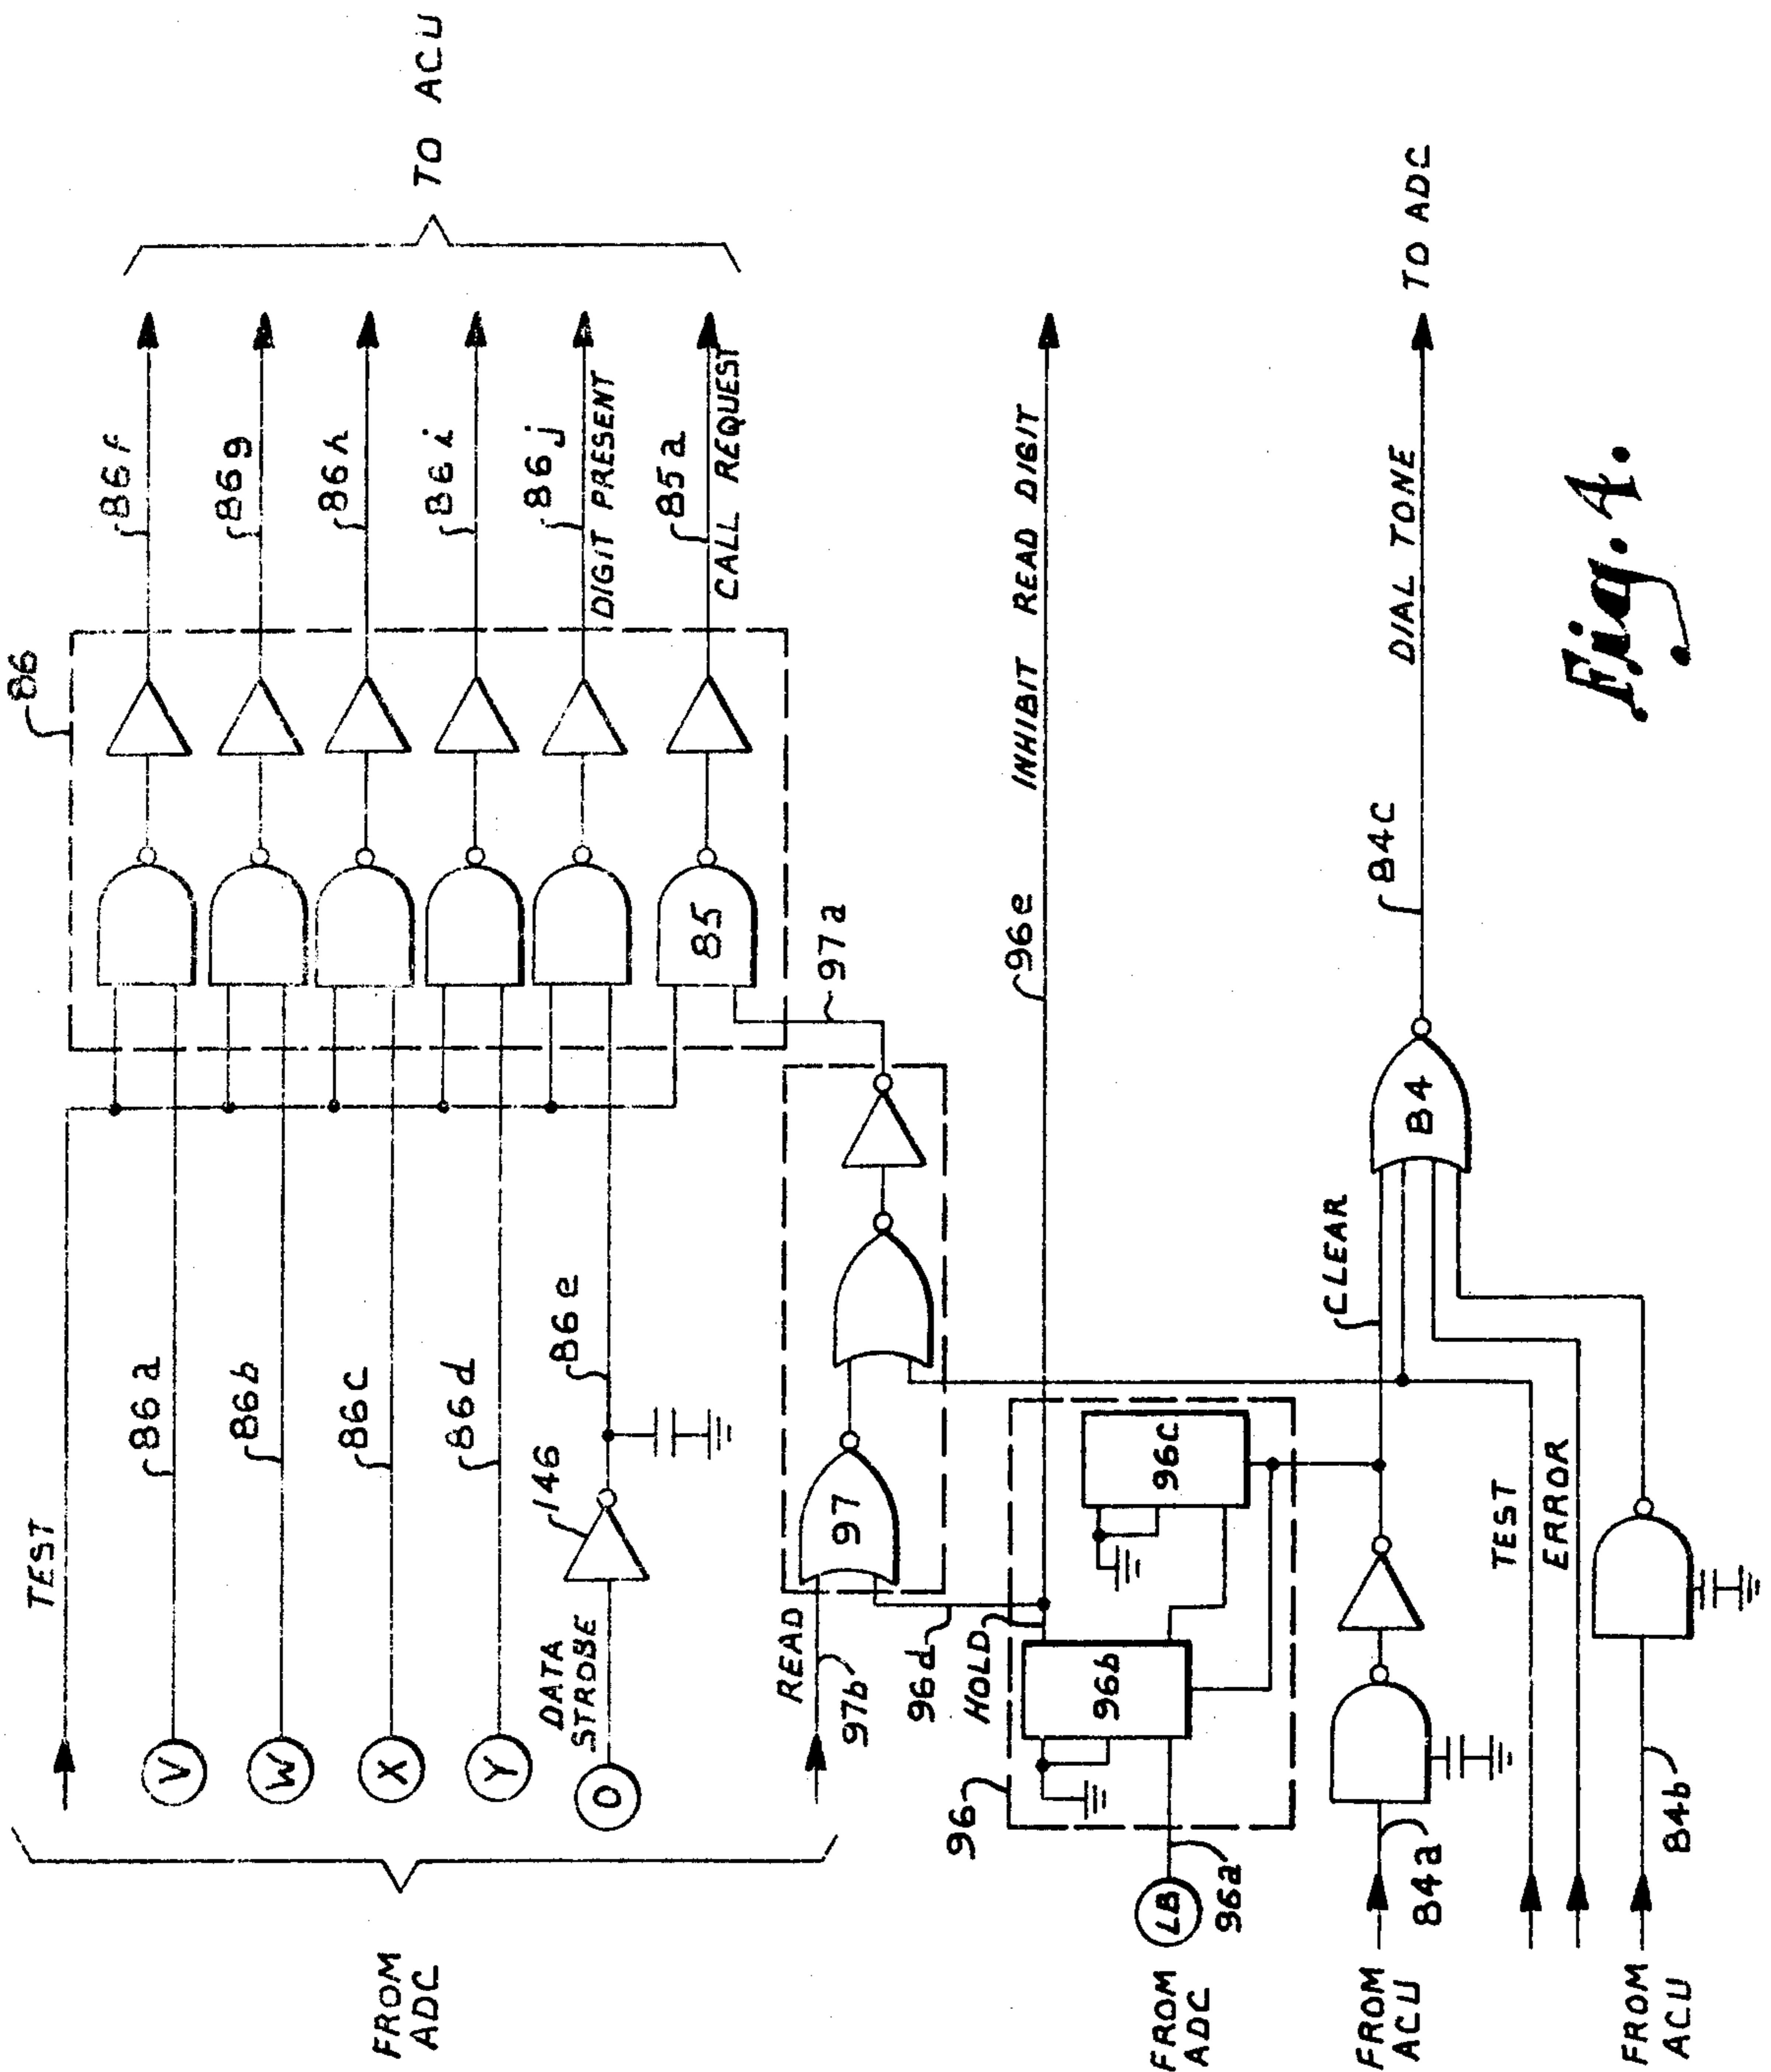 FROM
ADC
TEST
V
86a
W
86b
X
86c
Y
86d
O
DATA
STROBE
146
86e
86
85
86f
86g
86h
86i
86j
DIGIT PRESENT
85a
CALL REQUEST
TO ACU
READ
97b
97
97a
96d
HOLD
96
96b
96c
96e
INHIBIT READ DIGIT
FROM
ADC
LB
96a
FROM
ACU
84a
CLEAR
84
84c
DIAL TONE
TO ADC
TEST
ERROR
FROM
ACU
84b
Fig. 4.